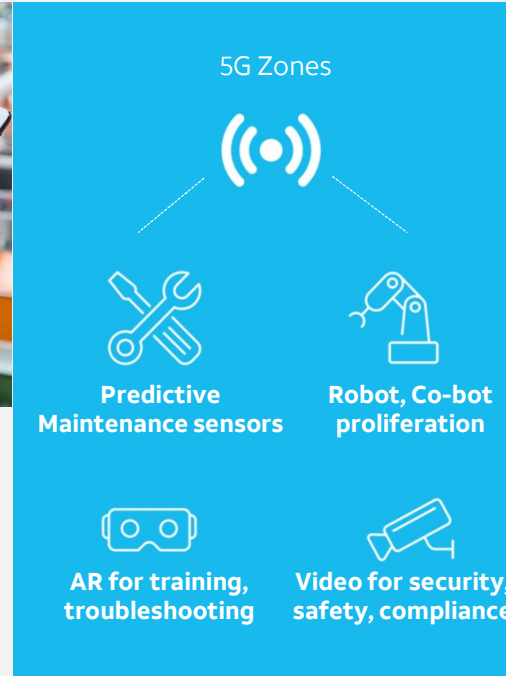 5G Zones
Predictive
Maintenance sensors
Robot, Co-bot
proliferation
AR for training,
troubleshooting
Video for security,
safety, compliance